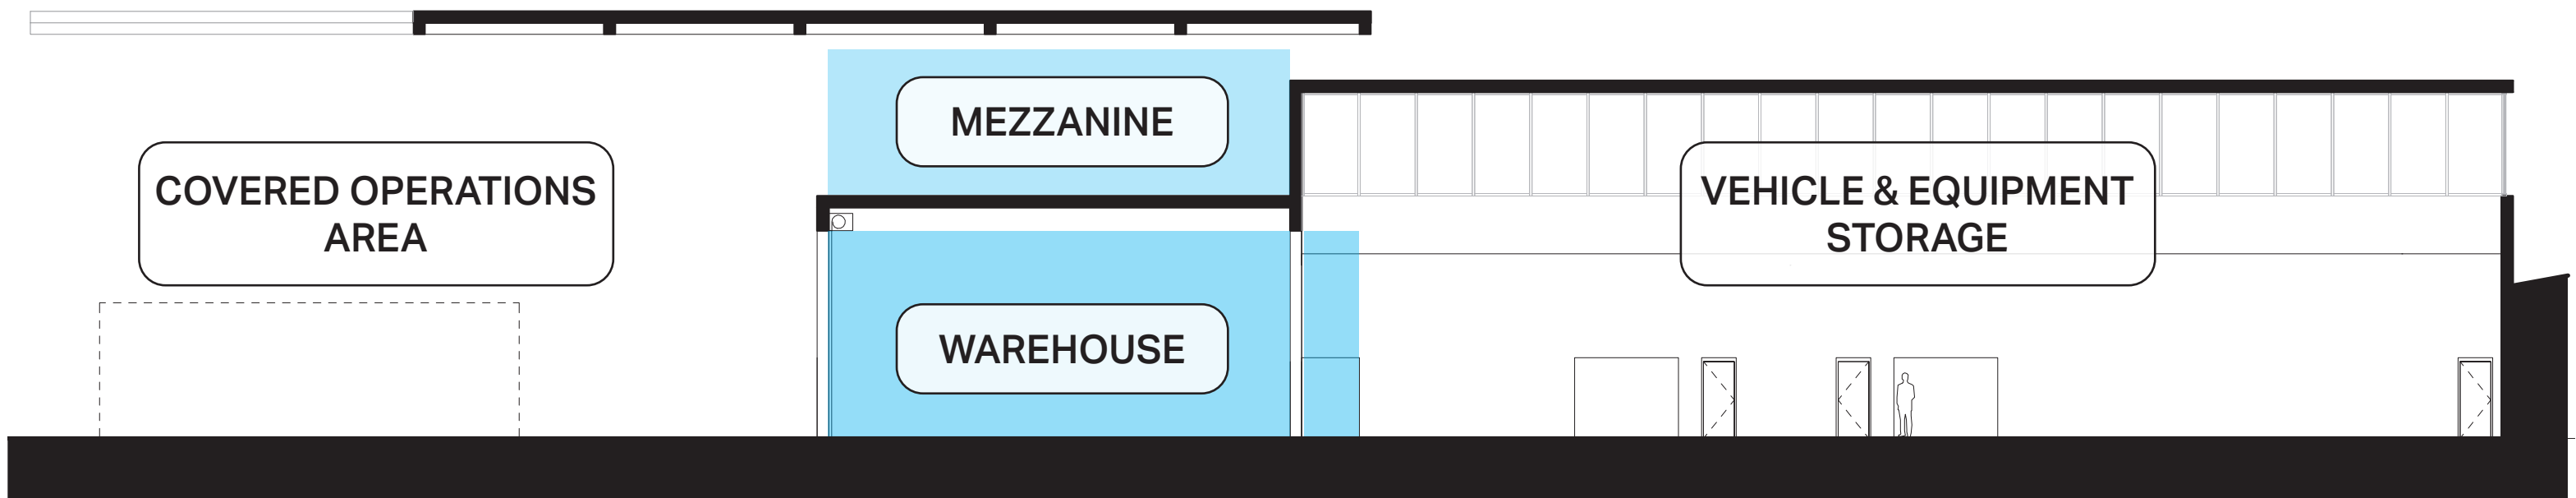 MEZZANINE
COVERED OPERATIONS
AREA
VEHICLE & EQUIPMENT
STORAGE
WAREHOUSE